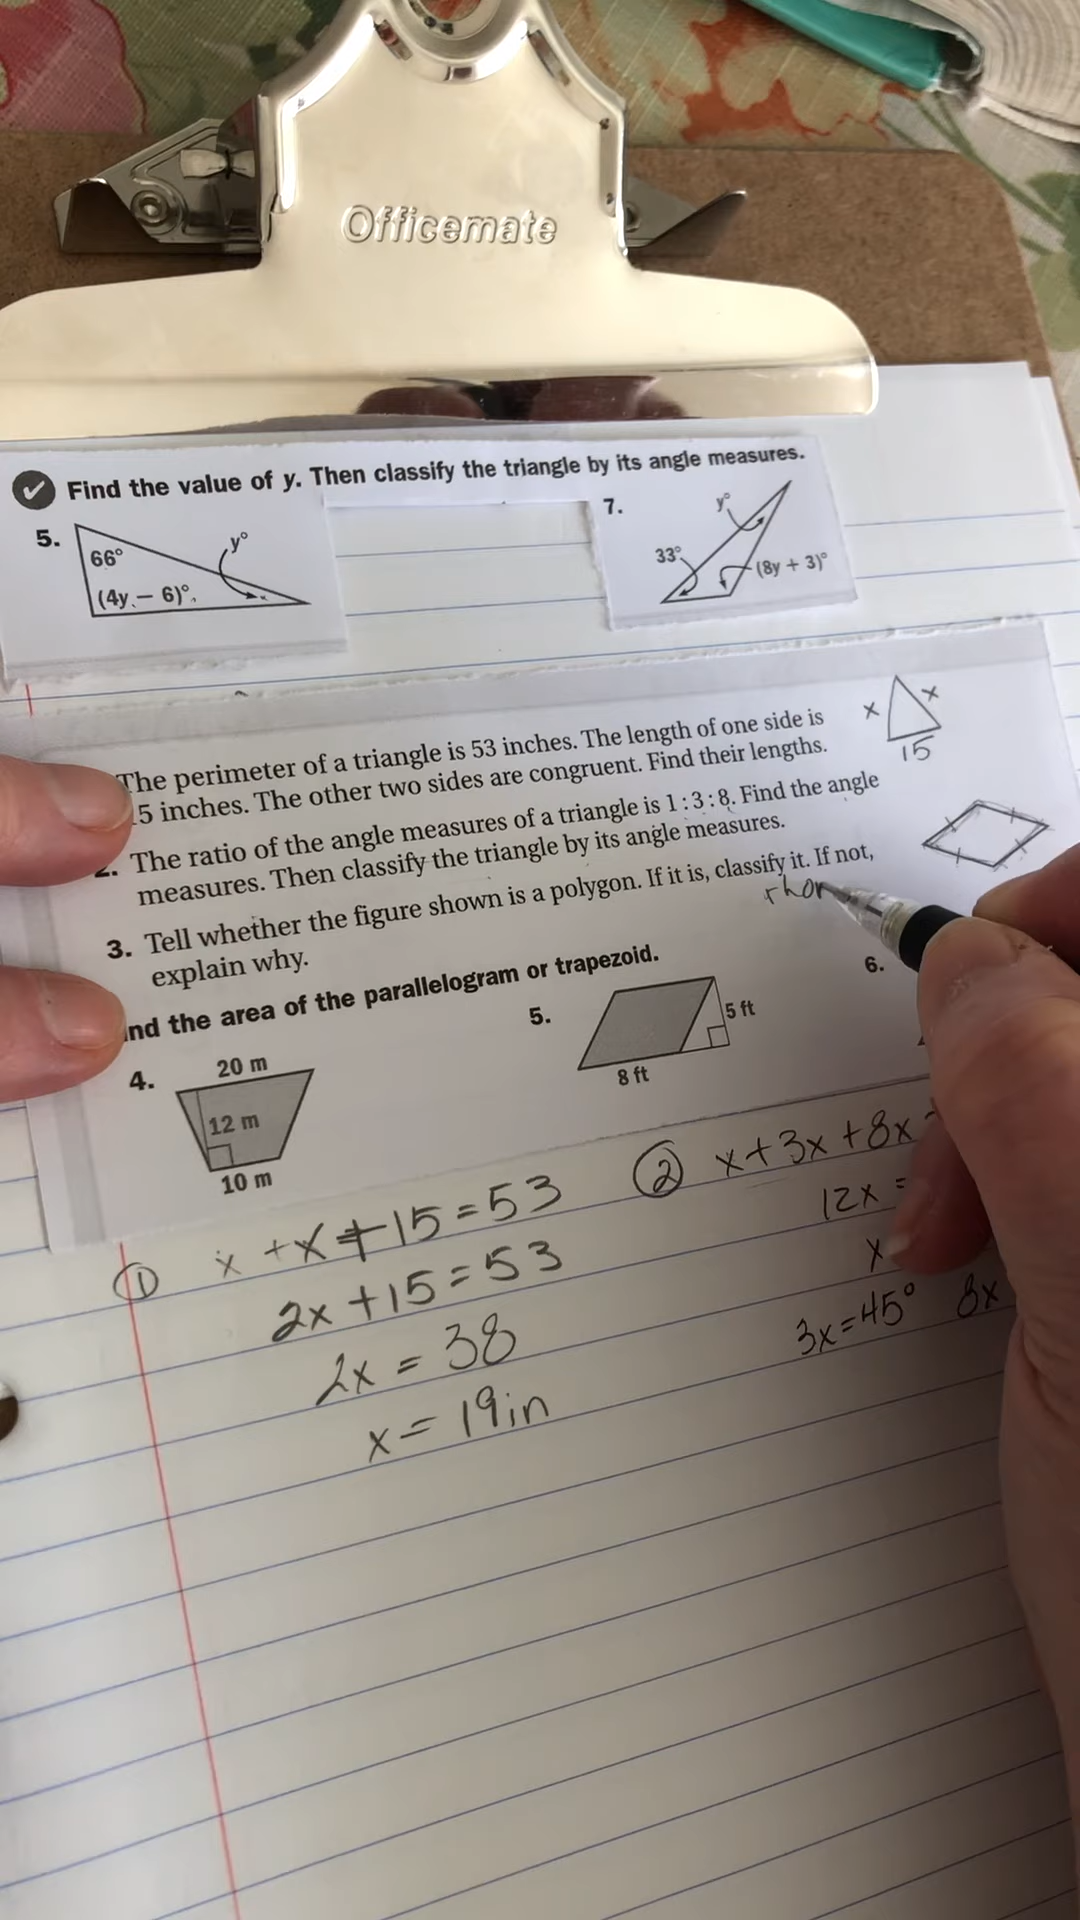 Officemate
Find the value of y. Then classify the triangle by its angle measures.
5.
66°
y°
(4y – 6)°
7.
y°
33°
(8y + 3)°
The perimeter of a triangle is 53 inches. The length of one side is
15 inches. The other two sides are congruent. Find their lengths.
x
x
15
2. The ratio of the angle measures of a triangle is 1 : 3 : 8. Find the angle
measures. Then classify the triangle by its angle measures.
3. Tell whether the figure shown is a polygon. If it is, classify it. If not,
explain why.
rhom
nd the area of the parallelogram or trapezoid.
4.
20 m
12 m
10 m
5.
5 ft
8 ft
6.
① x + x + 15 = 53
2x + 15 = 53
2x = 38
x = 19in
② x + 3x + 8x
12x =
x
3x = 45° 8x